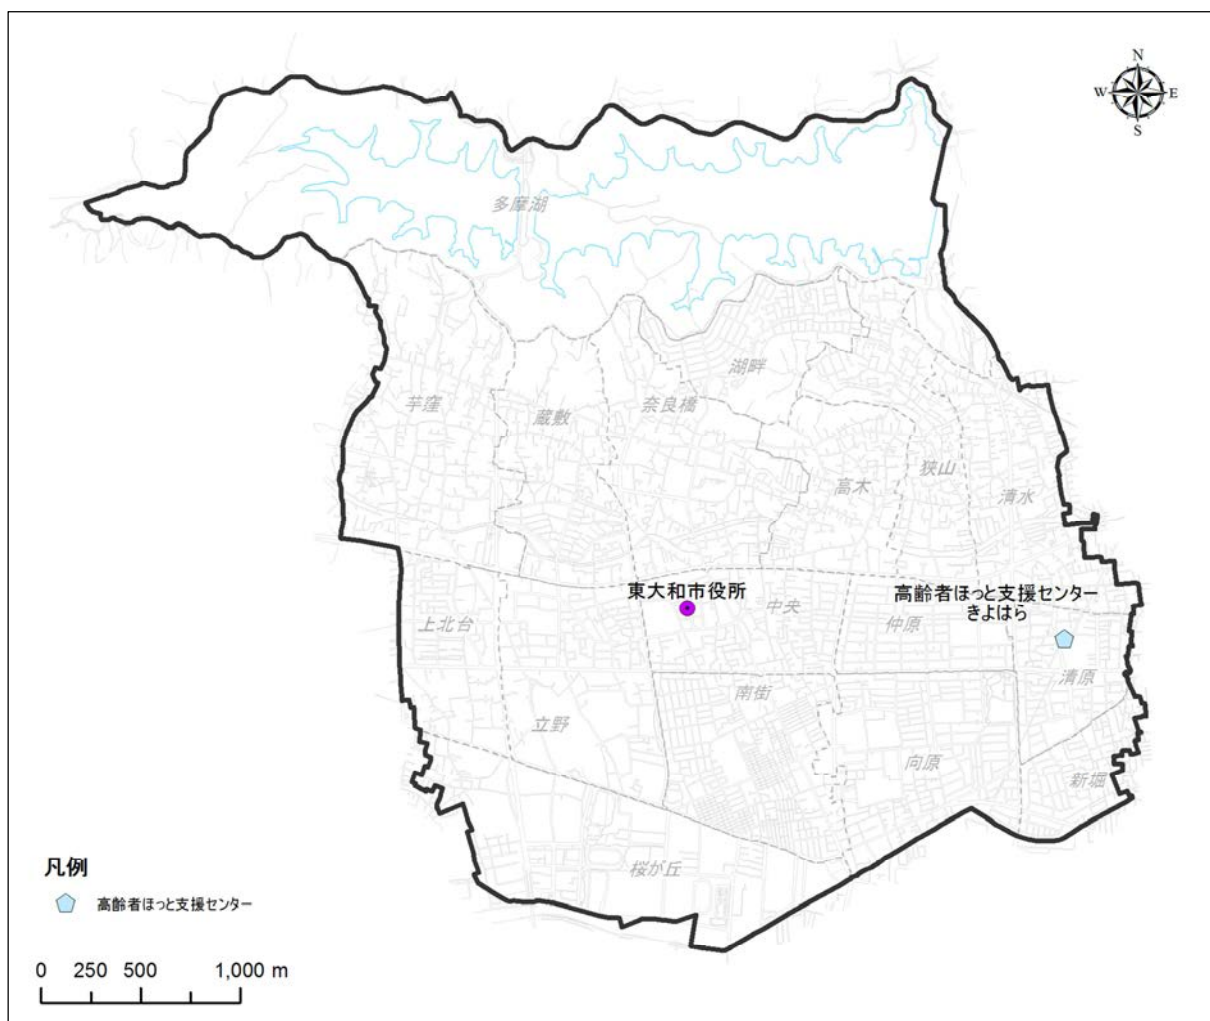 N
W E
S
多摩湖
湖畔
芋窪
蔵敷
奈良橋
狭山
高木
清水
東大和市役所
高齢者ほっと支援センター
きよはら
中央
仲原
上北台
清原
南街
立野
向原
新堀
桜が丘
凡例
高齢者ほっと支援センター
0 250 500 1,000 m